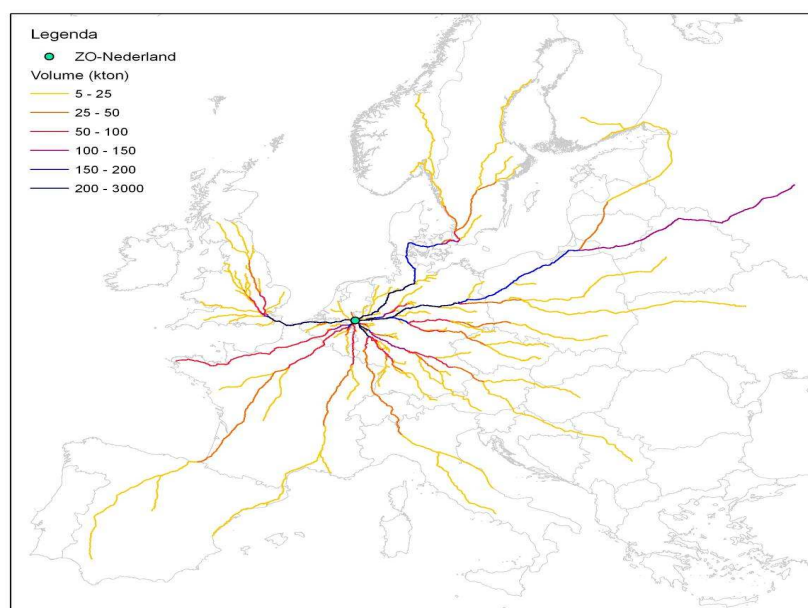 Legenda
ZO-Nederland
Volume (kton)
5 - 25
25 - 50
50 - 100
100 - 150
150 - 200
200 - 3000